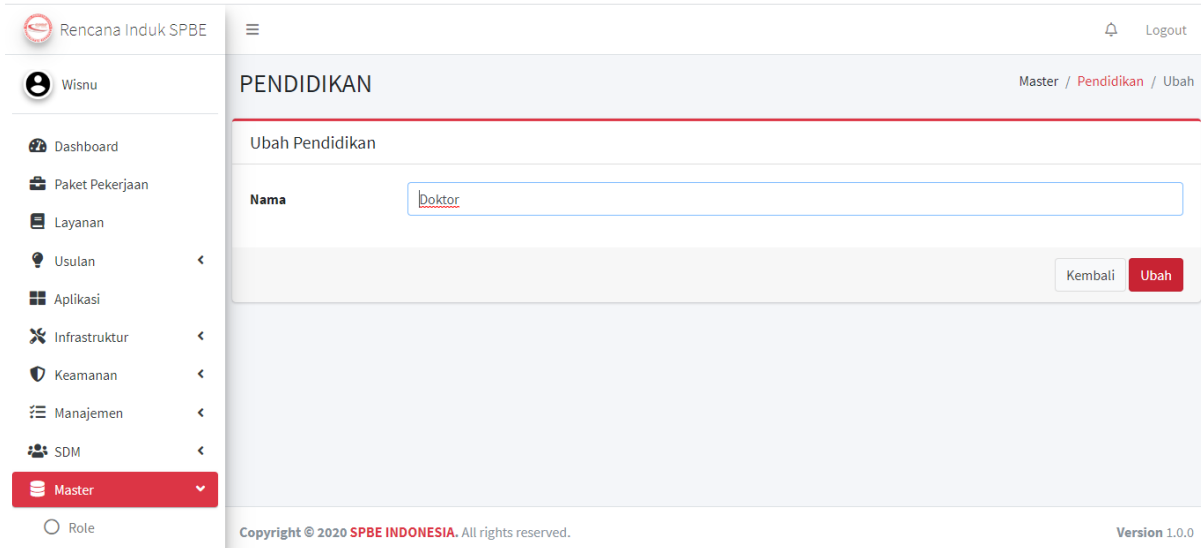 Rencana Induk SPBE
Logout
Wisnu
PENDIDIKAN
Master / Pendidikan / Ubah
Dashboard
Paket Pekerjaan
Layanan
Usulan
Aplikasi
Infrastruktur
Keamanan
Manajemen
SDM
Master
Role
Ubah Pendidikan
Nama
Doktor
Kembali
Ubah
Copyright © 2020 SPBE INDONESIA. All rights reserved.
Version 1.0.0